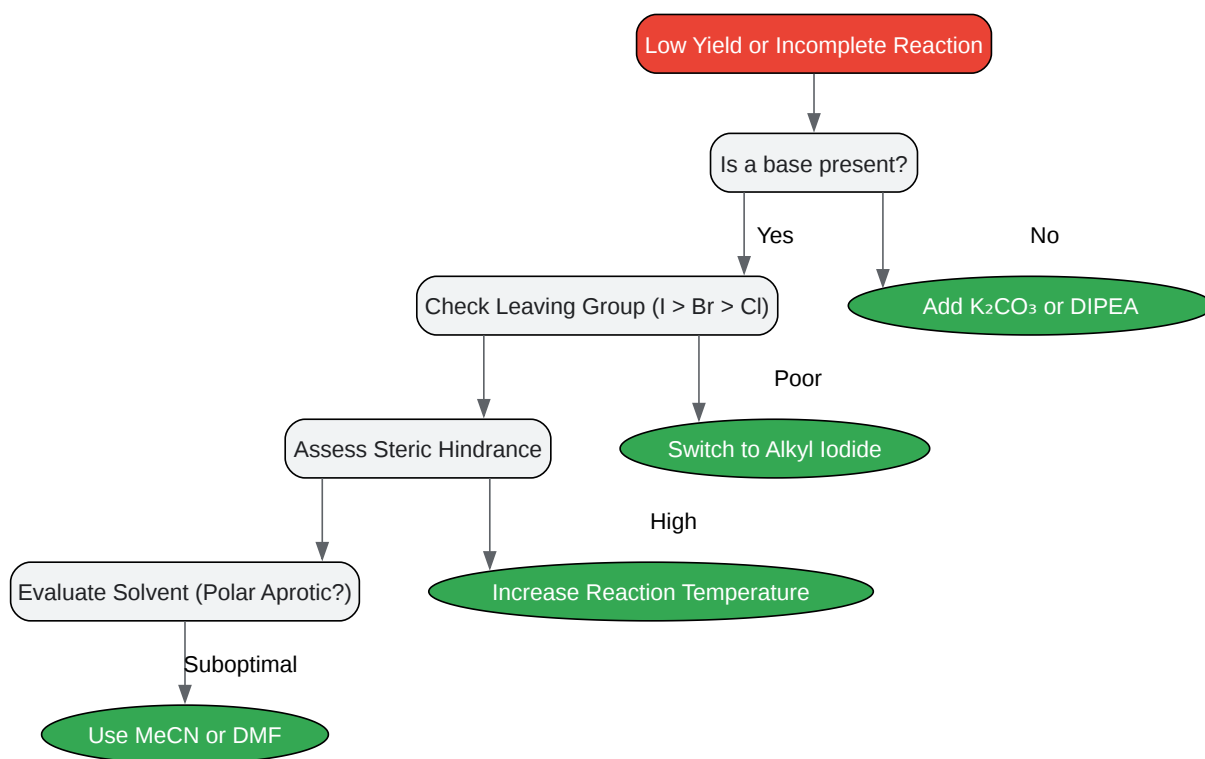 Low Yield or Incomplete Reaction
Is a base present?
Yes
No
Check Leaving Group (I > Br > Cl)
Add K₂CO₃ or DIPEA
Poor
Assess Steric Hindrance
Switch to Alkyl Iodide
High
Evaluate Solvent (Polar Aprotic?)
Increase Reaction Temperature
Suboptimal
Use MeCN or DMF